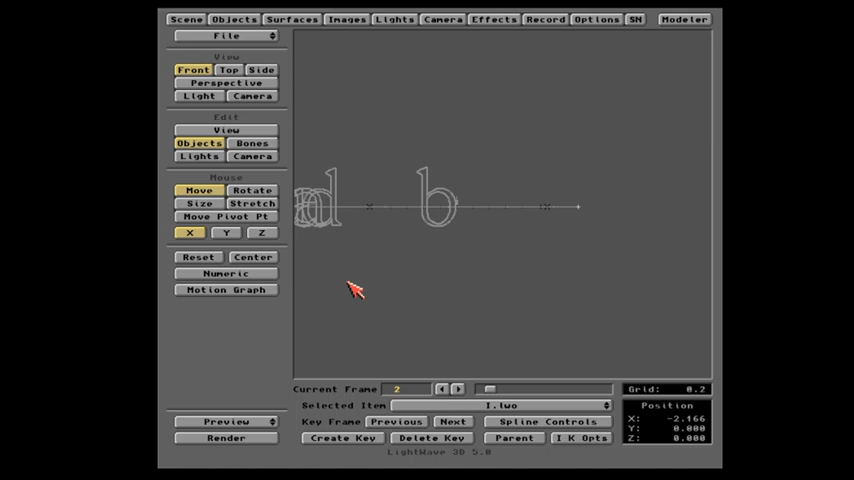 Scene Objects Surfaces Images Lights Camera Effects Record Options SN Modeler
File
View
Front Top Side
Perspective
Light Camera
Edit
View
Objects Bones
Lights Camera
Mouse
Move Rotate
Size Stretch
Move Pivot Pt
X Y Z
Reset Center
Numeric
Motion Graph
d b
Current Frame 2
Grid: 0.2
Selected Item I.lwo
Position
X: -2.166
Y: 0.000
Z: 0.000
Key Frame Previous Next Spline Controls
Create Key Delete Key Parent I K Opts
Preview
Render
LightWave 3D 5.0